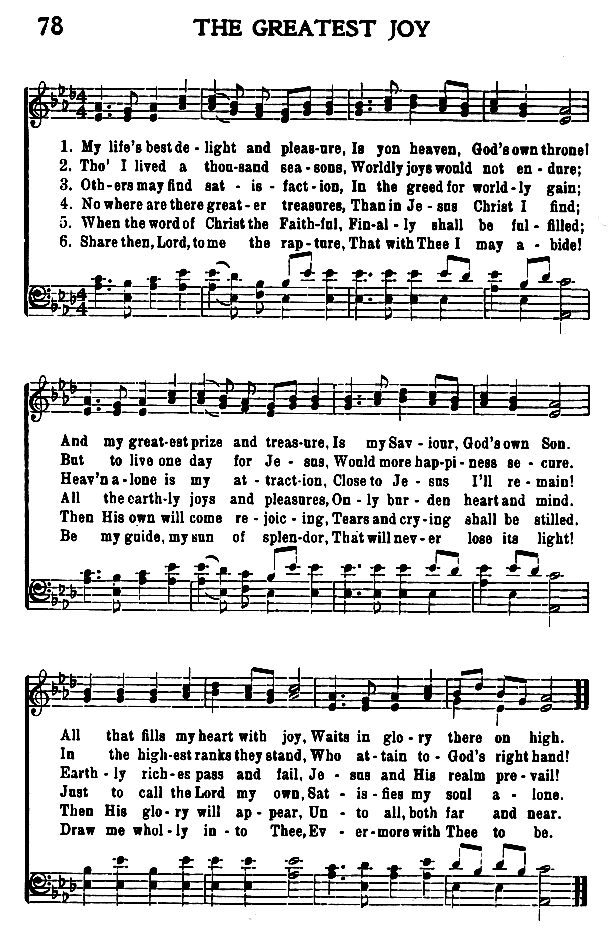 78 THE GREATEST JOY
1. My life's best de - light and pleas-ure, Is yon heaven, God's own throne!
2. Tho' I lived a thou-sand sea-sons, Worldly joys would not en - dure;
3. Oth-ers may find sat - is - fact-ion, In the greed for world-ly gain;
4. No where are there great-er treasures, Than in Je - sus Christ I find;
5. When the word of Christ the Faith-ful, Fin-al - ly shall be ful - filled;
6. Share then, Lord, to me the rap-ture, That with Thee I may a - bide!
And my great-est prize and treas-ure, Is my Sav - iour, God's own Son.
But to live one day for Je - sus, Would more hap-pi - ness se - cure.
Heav'n a-lone is my at - tract-ion, Close to Je - sus I'll re - main!
All the earth-ly joys and pleasures, On - ly bur - den heart and mind.
Then His own will come re - joic - ing, Tears and cry-ing shall be stilled.
Be my guide, my sun of splen-dor, That will nev-er lose its light!
All that fills my heart with joy, Waits in glo - ry there on high.
In the high-est ranks they stand, Who at-tain to - God's right hand!
Earth - ly rich-es pass and fail, Je - sus and His realm pre - vail!
Just to call the Lord my own, Sat - is-fies my soul a - lone.
Then His glo - ry will ap - pear, Un - to all, both far and near.
Draw me whol - ly in - to Thee, Ev - er-more with Thee to be.